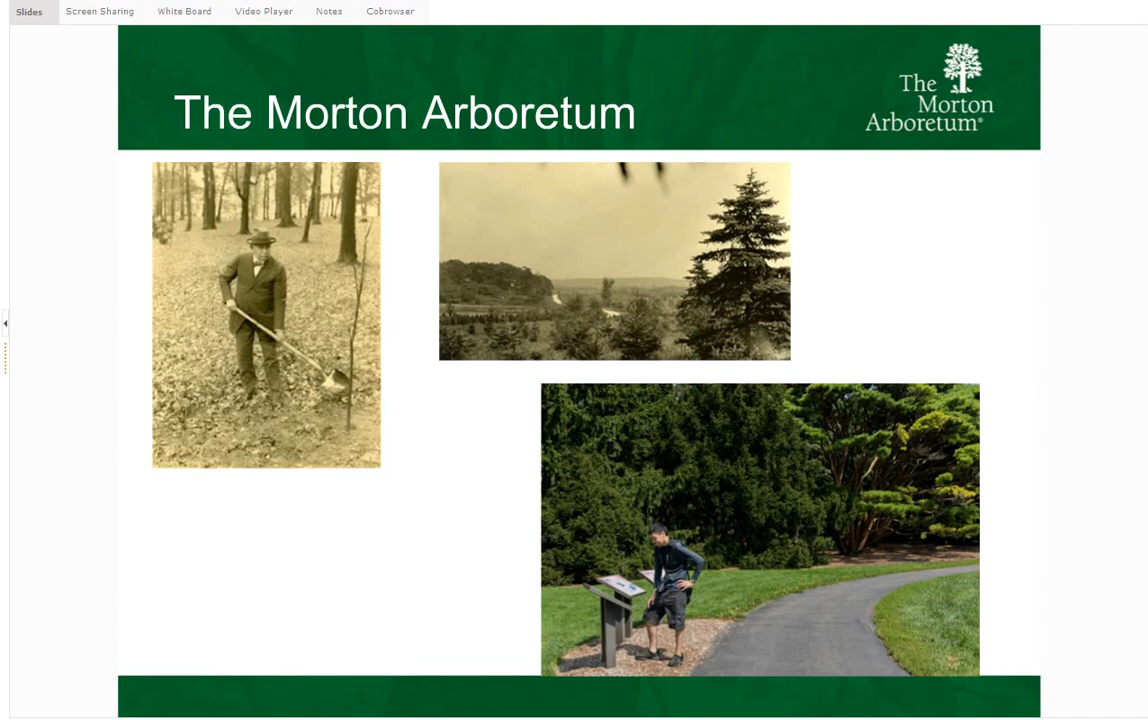 Slides Screen Sharing White Board Video Player Notes Cobrowser
The Morton Arboretum
The
Morton
Arboretum®